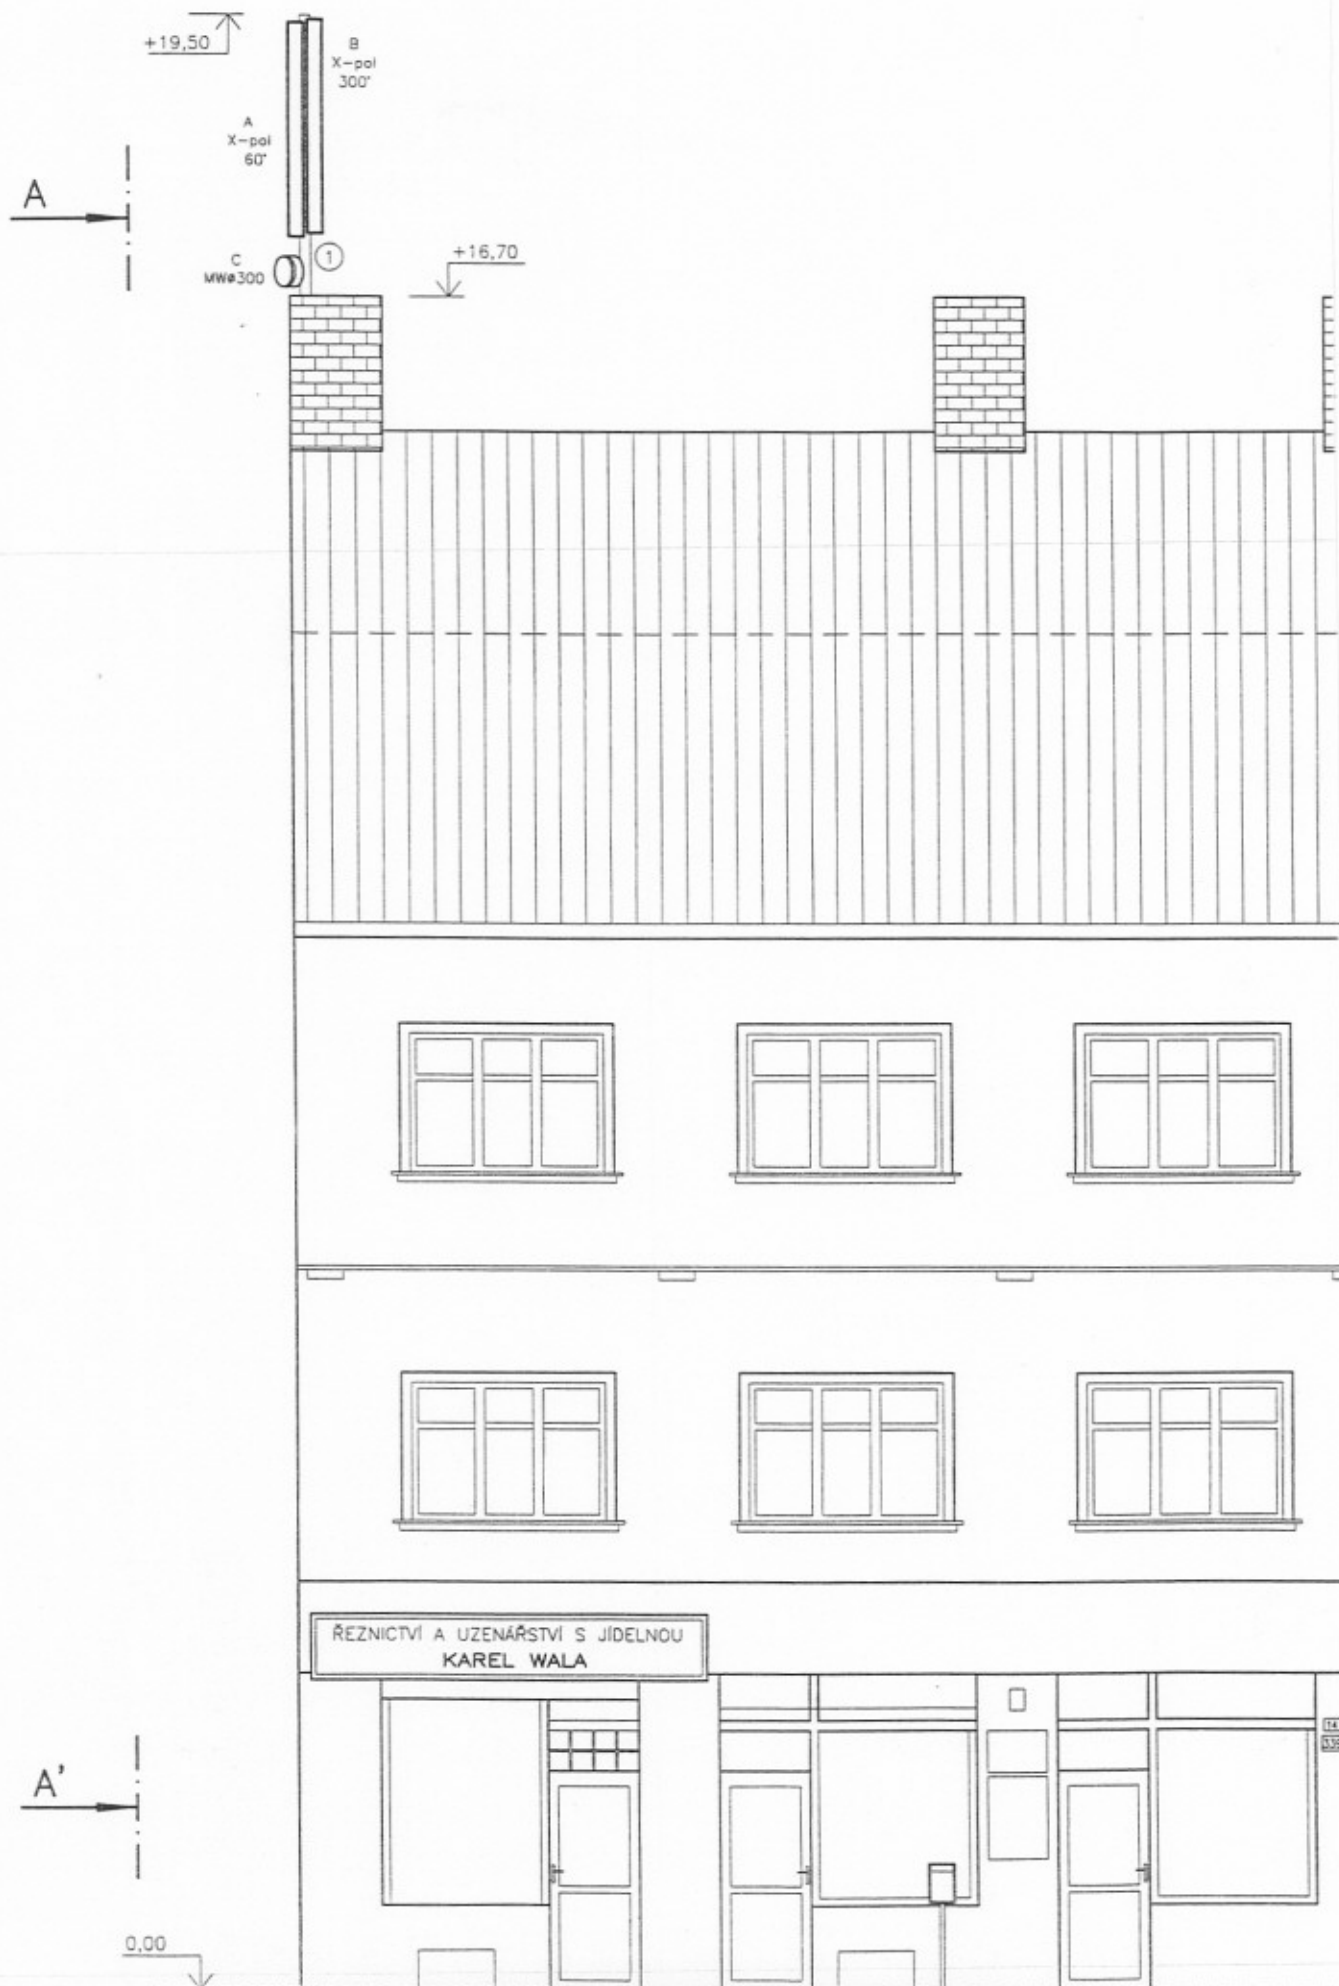 +19,50
B
X-pol
300°
A
X-pol
60°
A
C
MWø300
1
+16,70
ŘEZNICTVÍ A UZENÁŘSTVÍ S JÍDELNOU
KAREL WALA
A'
0,00